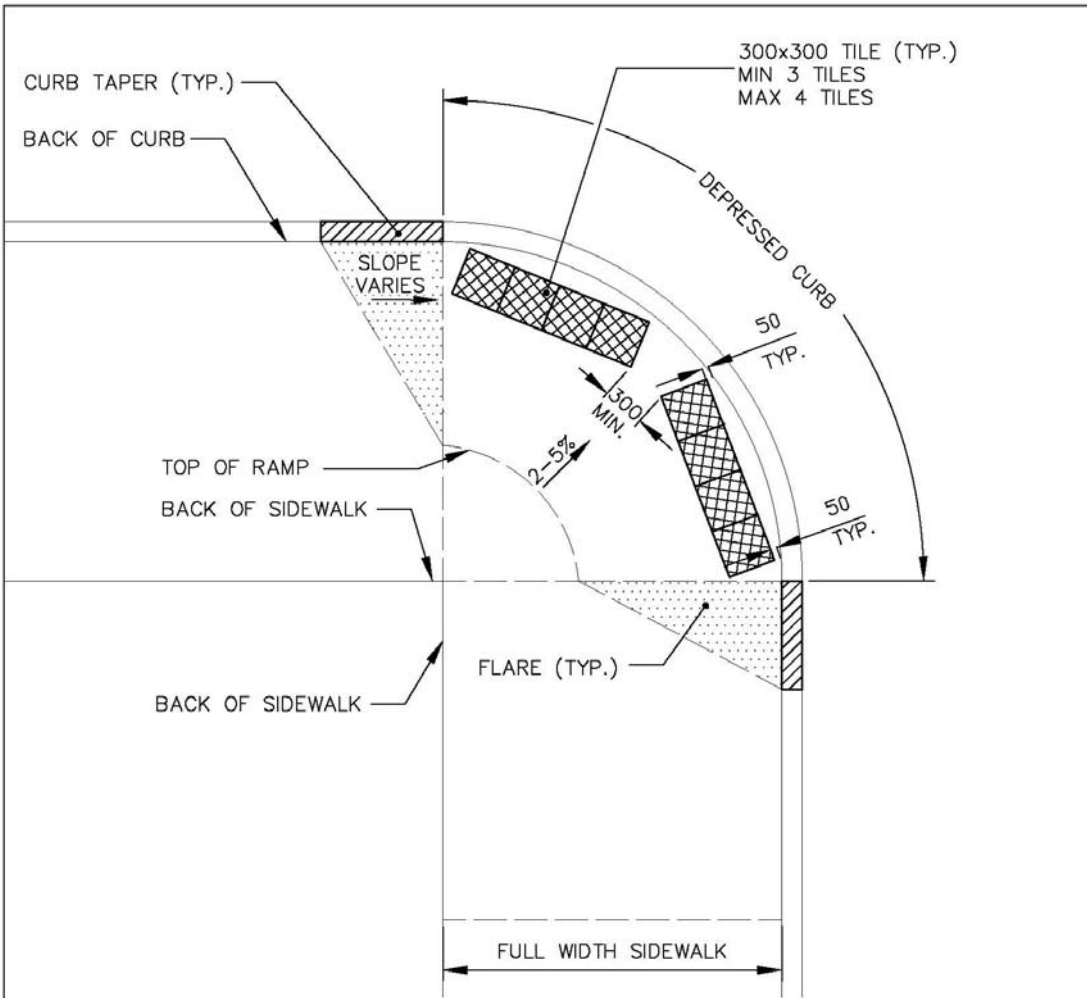 300x300 TILE (TYP.)
MIN 3 TILES
MAX 4 TILES
CURB TAPER (TYP.)
BACK OF CURB
DEPRESSED CURB
SLOPE
VARIES
50
TYP.
300
MIN.
2-5%
TOP OF RAMP
BACK OF SIDEWALK
50
TYP.
FLARE (TYP.)
BACK OF SIDEWALK
FULL WIDTH SIDEWALK